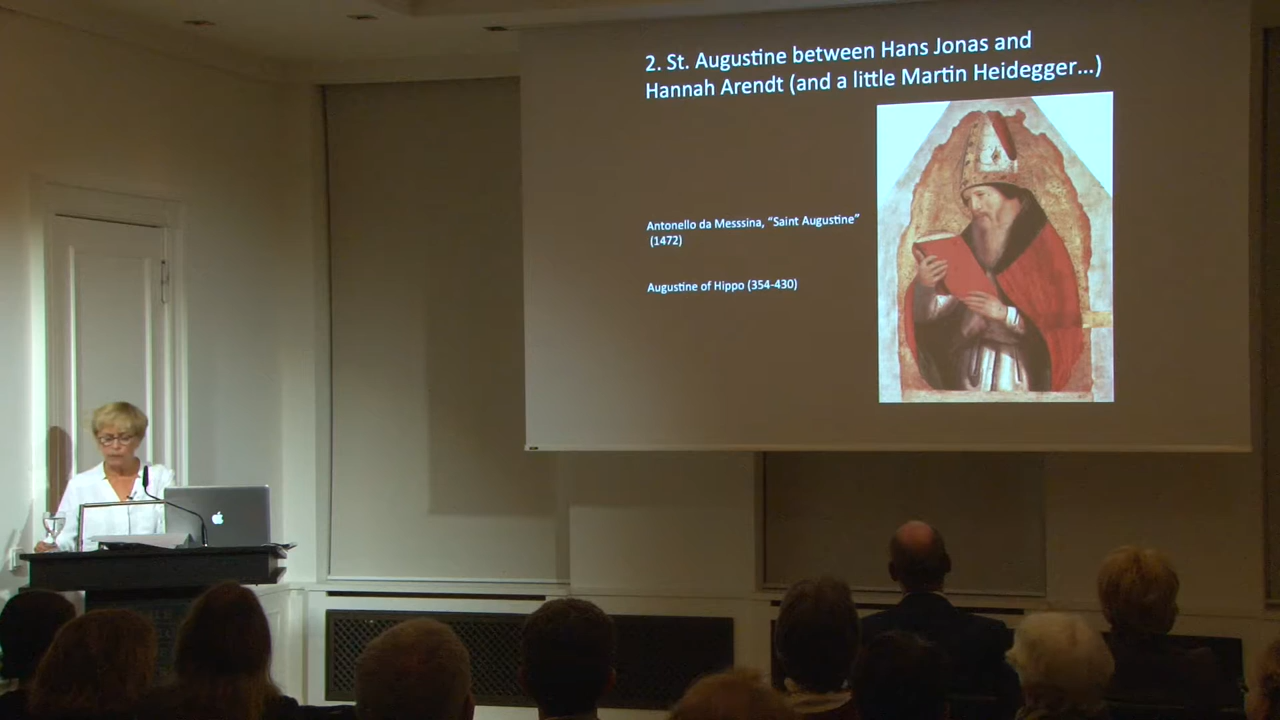 2. St. Augustine between Hans Jonas and
Hannah Arendt (and a little Martin Heidegger...)
Antonello da Messsina, “Saint Augustine”
(1472)
Augustine of Hippo (354-430)